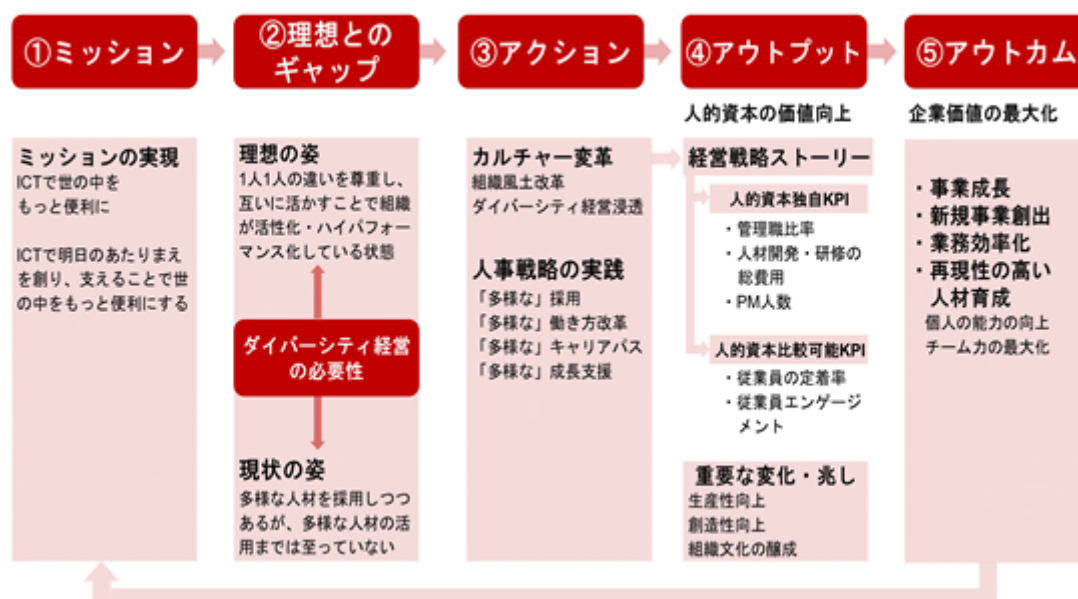 ①ミッション
②理想との
ギャップ
③アクション
④アウトプット
⑤アウトカム
ミッションの実現
ICTで世の中を
もっと便利に
ICTで明日のあたりまえ
を創り、支えることで世
の中をもっと便利にする
理想の姿
1人1人の違いを尊重し、
互いに活かすことで組織
が活性化・ハイパフォー
マンス化している状態
ダイバーシティ経営
の必要性
現状の姿
多様な人材を採用しつつ
あるが、多様な人材の活
用までは至っていない
カルチャー変革
組織風土改革
ダイバーシティ経営浸透
人事戦略の実践
「多様な」採用
「多様な」働き方改革
「多様な」キャリアパス
「多様な」成長支援
人的資本の価値向上
経営戦略ストーリー
人的資本独自KPI
・管理職比率
・人材開発・研修の
総費用
・PM人数
人的資本比較可能KPI
・従業員の定着率
・従業員エンゲージ
メント
重要な変化・兆し
生産性向上
創造性向上
組織文化の醸成
企業価値の最大化
・事業成長
・新規事業創出
・業務効率化
・再現性の高い
人材育成
個人の能力の向上
チーム力の最大化